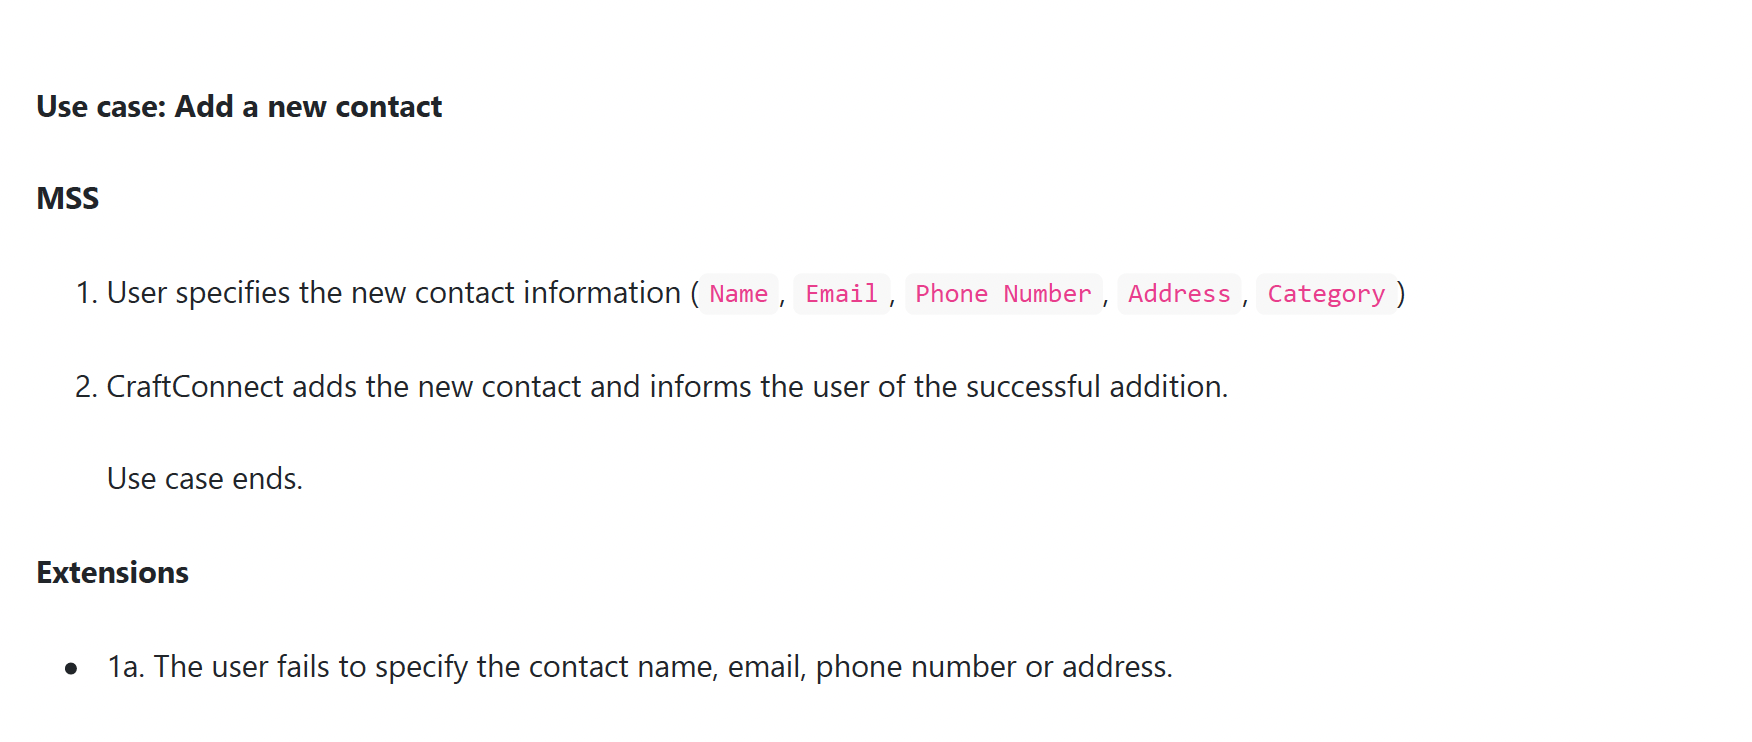 Use case: Add a new contact
MSS
1. User specifies the new contact information ( Name , Email , Phone Number , Address , Category )
2. CraftConnect adds the new contact and informs the user of the successful addition.
Use case ends.
Extensions
● 1a. The user fails to specify the contact name, email, phone number or address.